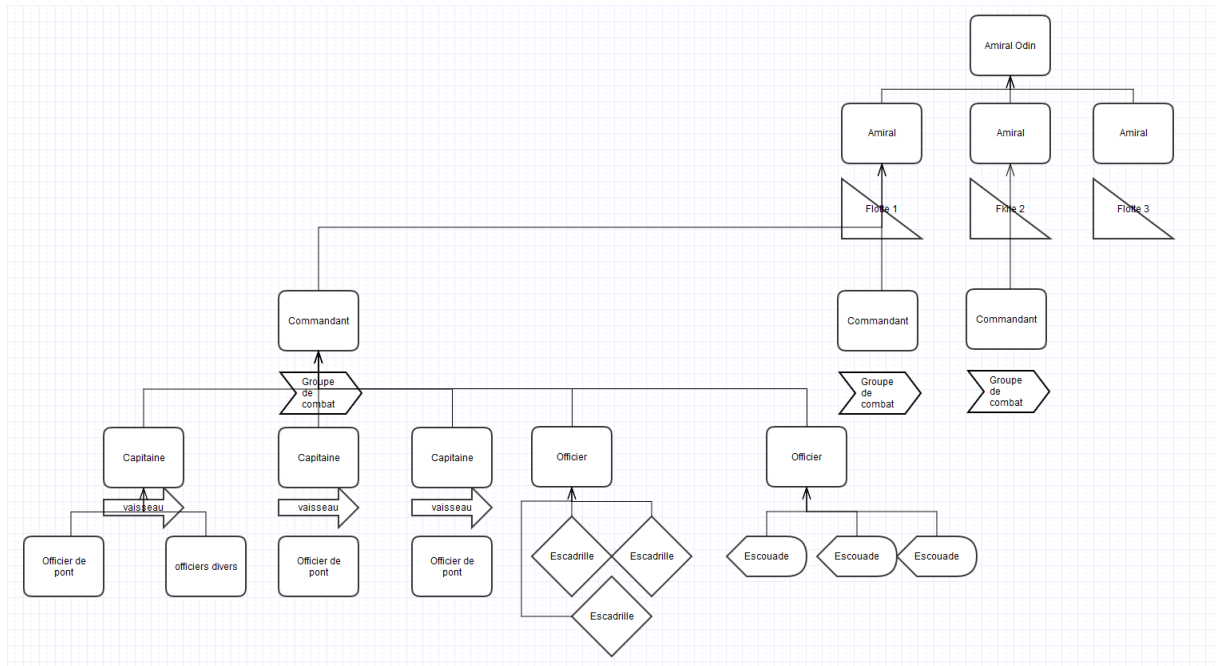 Amiral Odin
Amiral
Amiral
Amiral
Flotte 1
Fktte 2
Flotte 3
Commandant
Commandant
Commandant
Groupe
de
combat
Groupe
de
combat
Groupe
de
combat
Capitaine
Capitaine
Capitaine
Officier
Officier
vaisseau
vaisseau
vaisseau
Officier de
pont
officiers divers
Officier de
pont
Officier de
pont
Escadrille
Escadrille
Escadrille
Escouade
Escouade
Escouade